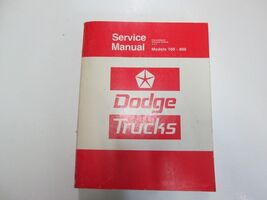 Service
Manual
Models 100 - 800
Dodge
Trucks